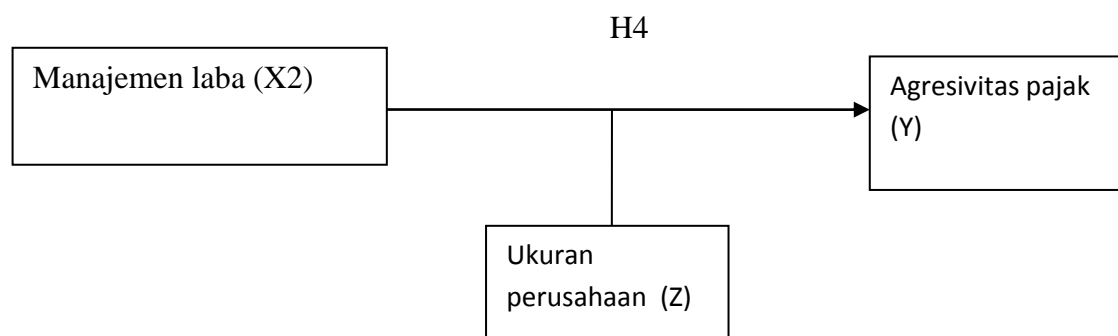 H4
Manajemen laba (X2)
Agresivitas pajak
(Y)
Ukuran
perusahaan (Z)